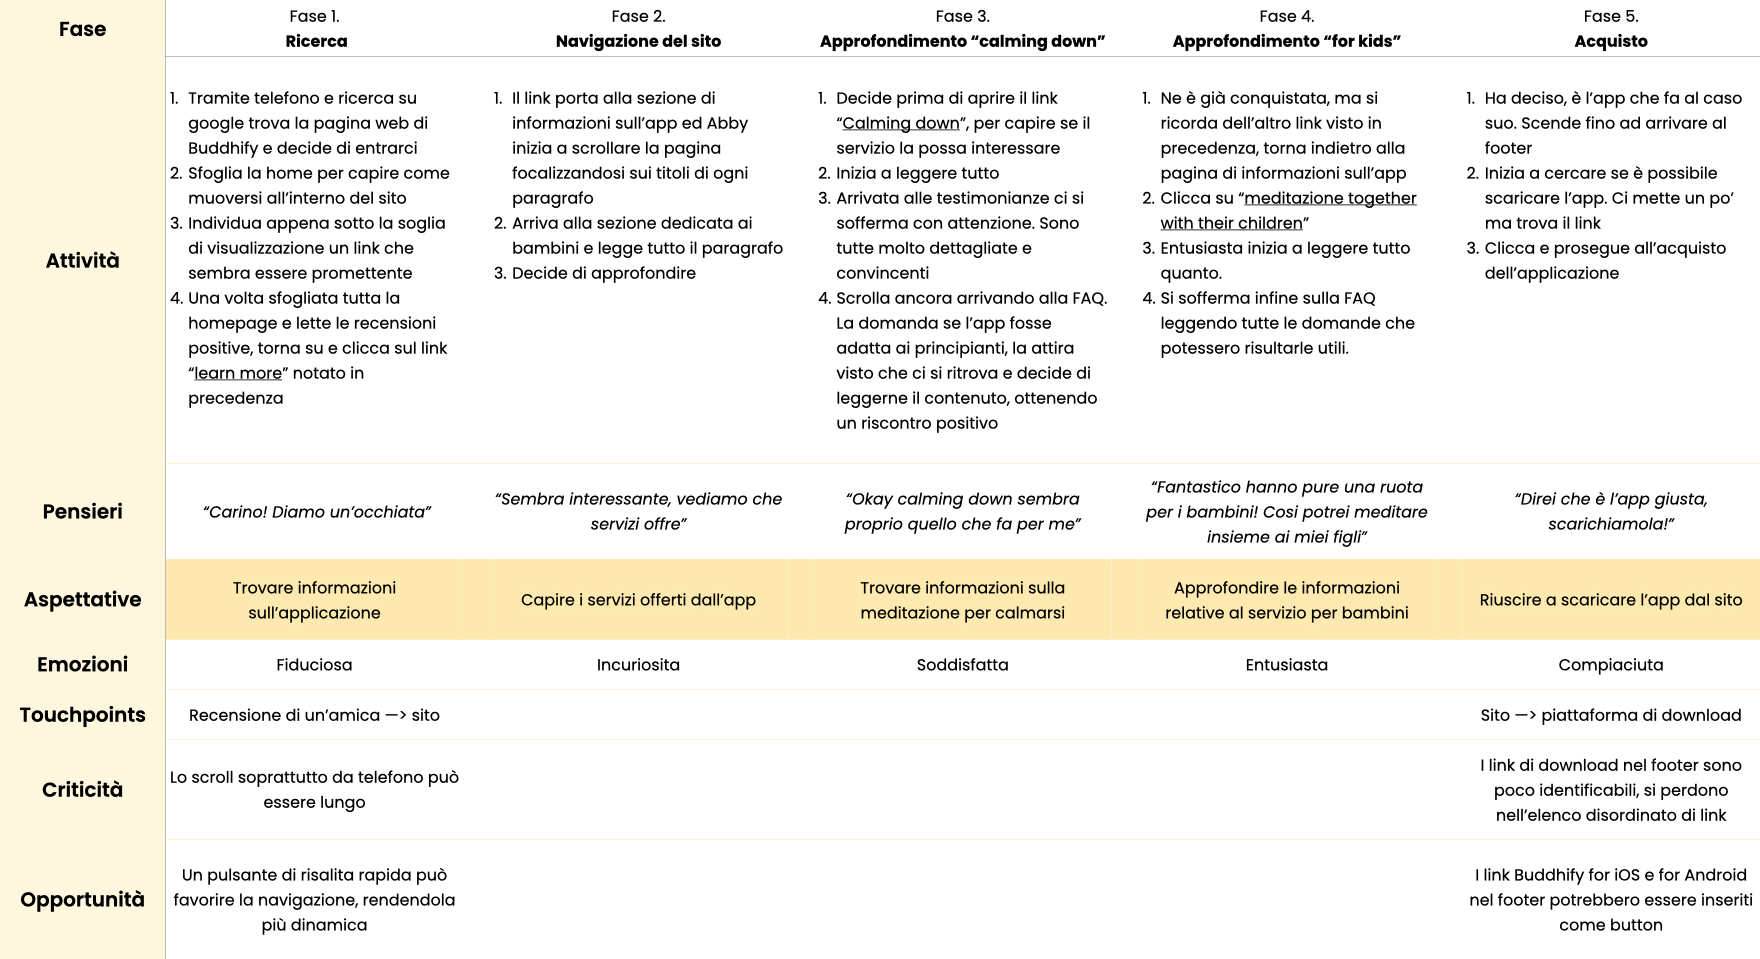 Fase
Fase 1.
Ricerca
Fase 2.
Navigazione del sito
Fase 3.
Approfondimento “calming down”
Fase 4.
Approfondimento “for kids”
Fase 5.
Acquisto
Attività
1. Tramite telefono e ricerca su
google trova la pagina web di
Buddhify e decide di entrarci
2. Sfoglia la home per capire come
muoversi all’interno del sito
3. Individua appena sotto la soglia
di visualizzazione un link che
sembra essere promettente
4. Una volta sfogliata tutta la
homepage e lette le recensioni
positive, torna su e clicca sul link
“learn more” notato in
precedenza
1. Il link porta alla sezione di
informazioni sull’app ed Abby
inizia a scrollare la pagina
focalizzandosi sui titoli di ogni
paragrafo
2. Arriva alla sezione dedicata ai
bambini e legge tutto il paragrafo
3. Decide di approfondire
1. Decide prima di aprire il link
“Calming down”, per capire se il
servizio la possa interessare
2. Inizia a leggere tutto
3. Arrivata alle testimonianze ci si
sofferma con attenzione. Sono
tutte molto dettagliate e
convincenti
4. Scrolla ancora arrivando alla FAQ.
La domanda se l’app fosse
adatta ai principianti, la attira
visto che ci si ritrova e decide di
leggerne il contenuto, ottenendo
un riscontro positivo
1. Ne è già conquistata, ma si
ricorda dell’altro link visto in
precedenza, torna indietro alla
pagina di informazioni sull’app
2. Clicca su “meditazione together
with their children”
3. Entusiasta inizia a leggere tutto
quanto.
4. Si sofferma infine sulla FAQ
leggendo tutte le domande che
potessero risultarle utili.
1. Ha deciso, è l’app che fa al caso
suo. Scende fino ad arrivare al
footer
2. Inizia a cercare se è possibile
scaricare l’app. Ci mette un po’
ma trova il link
3. Clicca e prosegue all’acquisto
dell’applicazione
Pensieri
“Carino! Diamo un’occhiata”
“Sembra interessante, vediamo che
servizi offre”
“Okay calming down sembra
proprio quello che fa per me”
“Fantastico hanno pure una ruota
per i bambini! Cosi potrei meditare
insieme ai miei figli”
“Direi che è l’app giusta,
scarichiamola!”
Aspettative
Trovare informazioni
sull’applicazione
Capire i servizi offerti dall’app
Trovare informazioni sulla
meditazione per calmarsi
Approfondire le informazioni
relative al servizio per bambini
Riuscire a scaricare l’app dal sito
Emozioni
Fiduciosa
Incuriosita
Soddisfatta
Entusiasta
Compiaciuta
Touchpoints
Recensione di un’amica —> sito
Sito —> piattaforma di download
Criticità
Lo scroll soprattutto da telefono può
essere lungo
I link di download nel footer sono
poco identificabili, si perdono
nell’elenco disordinato di link
Opportunità
Un pulsante di risalita rapida può
favorire la navigazione, rendendola
più dinamica
I link Buddhify for iOS e for Android
nel footer potrebbero essere inseriti
come button